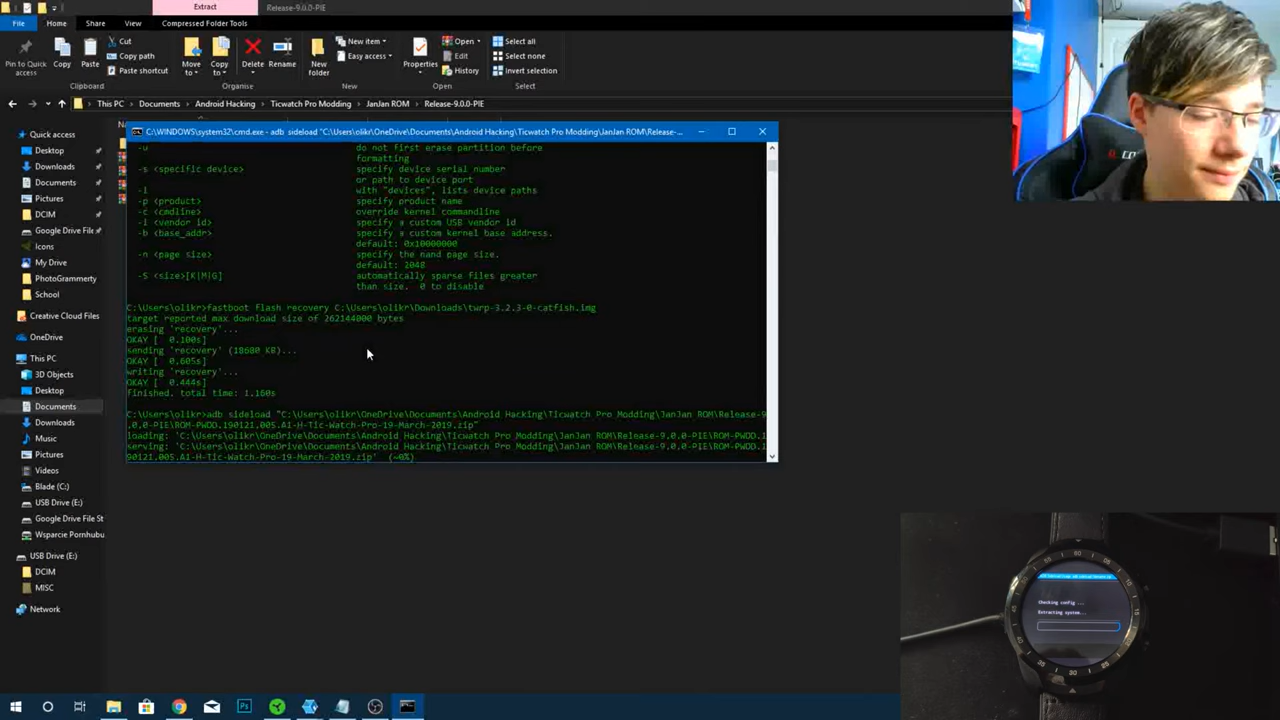 Extract
Release-9.0.0-PIE
File
Home
Share
View
Compressed Folder Tools
Pin to Quick access
Copy
Paste
Cut
Copy path
Paste shortcut
Clipboard
Move to
Copy to
Delete
Rename
Organise
New folder
New item
Easy access
New
Properties
Open
Edit
History
Open
Select all
Select none
Invert selection
Select
This PC > Documents > Android Hacking > Ticwatch Pro Modding > JanJan ROM > Release-9.0.0-PIE
Quick access
Desktop
Downloads
Documents
Pictures
DCIM
Google Drive File
Icons
My Drive
PhotoGrammerty
School
Creative Cloud Files
OneDrive
This PC
3D Objects
Desktop
Documents
Downloads
Music
Pictures
Videos
Blade (C:)
USB Drive (E:)
Google Drive File St
Wsparcie Pornhubu
USB Drive (E:)
DCIM
MISC
Network
C:\WINDOWS\system32\cmd.exe - adb sideload "C:\Users\olikr\OneDrive\Documents\Android Hacking\Ticwatch Pro Modding\JanJan ROM\Release-...
-u do not first erase partition before
formatting
-s <specific device> specify device serial number
or path to device port
-l with "devices", lists device paths
-p <product> specify product name
-c <cmdline> override kernel commandline
-i <vendor id> specify a custom USB vendor id
-b <base_addr> specify a custom kernel base address.
default: 0x10000000
-n <page size> specify the nand page size.
default: 2048
-S <size>[K|M|G] automatically sparse files greater
than size. 0 to disable
C:\Users\olikr>fastboot flash recovery C:\Users\olikr\Downloads\twrp-3.2.3-0-catfish.img
target reported max download size of 262144000 bytes
erasing 'recovery'...
OKAY [ 0.100s]
sending 'recovery' (18680 KB)...
OKAY [ 0.605s]
writing 'recovery'...
OKAY [ 0.444s]
finished. total time: 1.160s
C:\Users\olikr>adb sideload "C:\Users\olikr\OneDrive\Documents\Android Hacking\Ticwatch Pro Modding\JanJan ROM\Release-9
.0.0-PIE\ROM-PWDD.190121.005.A1-H-Tic-Watch-Pro-19-March-2019.zip"
loading: 'C:\Users\olikr\OneDrive\Documents\Android Hacking\Ticwatch Pro Modding\JanJan ROM\Release-9.0.0-PIE\ROM-PWDD.1
serving: 'C:\Users\olikr\OneDrive\Documents\Android Hacking\Ticwatch Pro Modding\JanJan ROM\Release-9.0.0-PIE\ROM-PWDD.1
90121.005.A1-H-Tic-Watch-Pro-19-March-2019.zip' (~0%)
Checking config ...
Extracting system...